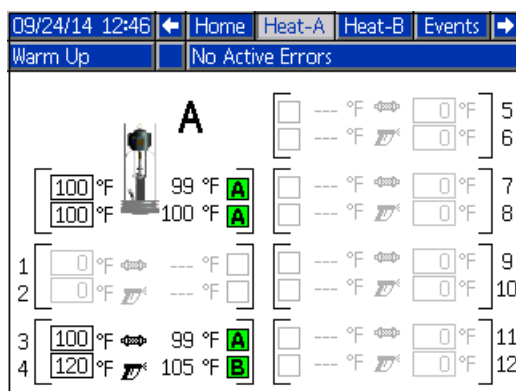 09/24/14 12:46 Home Heat-A Heat-B Events
Warm Up No Active Errors
A
--- °F 0 °F 5
--- °F 0 °F 6
100 °F 99 °F A
100 °F 100 °F A
--- °F 0 °F 7
--- °F 0 °F 8
1 0 °F --- °F
2 0 °F --- °F
--- °F 0 °F 9
--- °F 0 °F 10
3 100 °F 99 °F A
4 120 °F 105 °F B
--- °F 0 °F 11
--- °F 0 °F 12